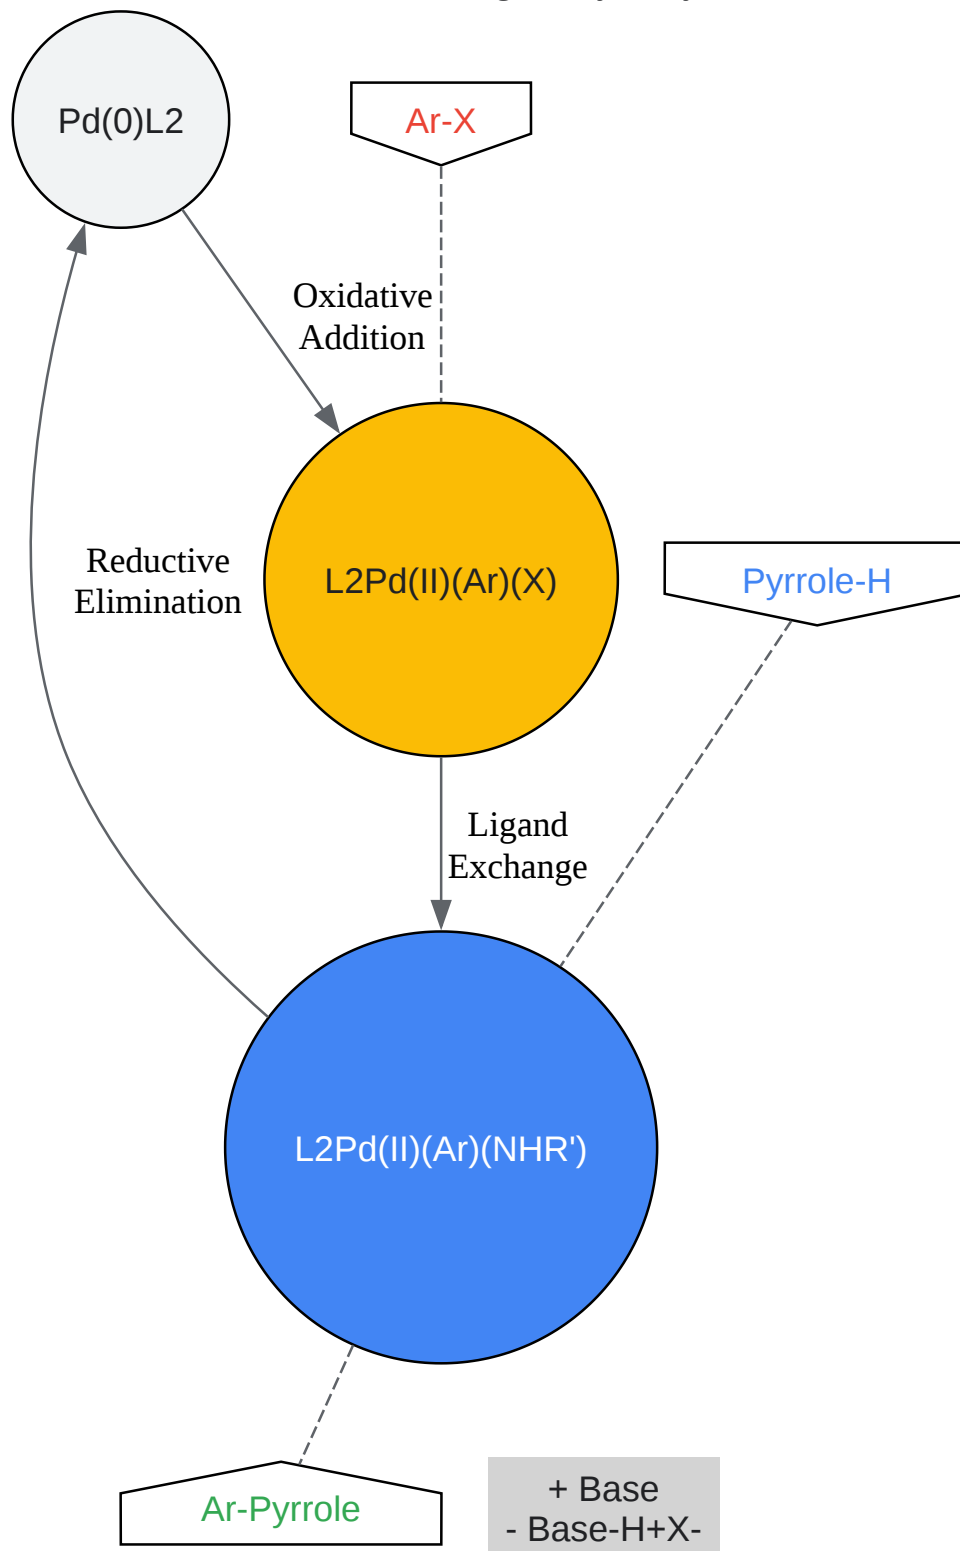 Pd(0)L2
Ar-X
Oxidative
Addition
L2Pd(II)(Ar)(X)
Reductive
Elimination
Pyrrole-H
Ligand
Exchange
L2Pd(II)(Ar)(NHR')
Ar-Pyrrole
+ Base
- Base-H+X-